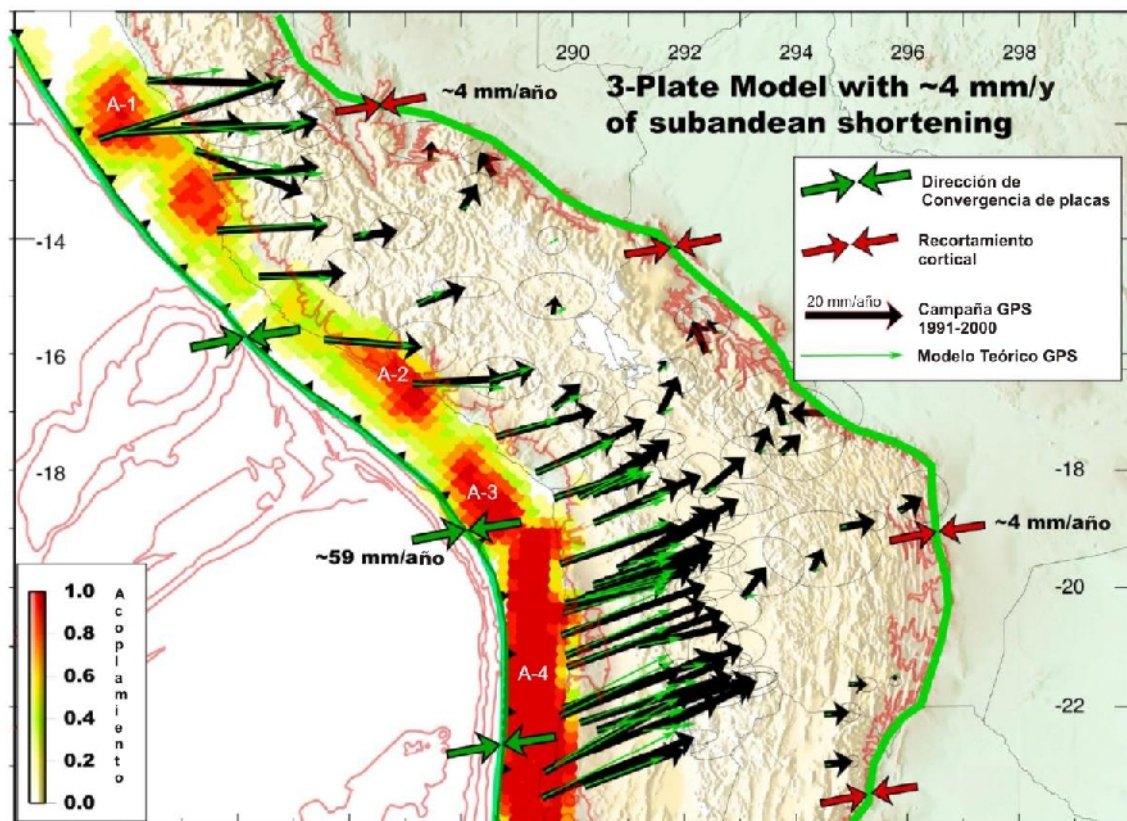 290
292
294
296
298
3-Plate Model with ~4 mm/y
of subandean shortening
~4 mm/año
A-1
Dirección de
Convergencia de placas
Recortamiento
cortical
20 mm/año
Campaña GPS
1991-2000
Modelo Teórico GPS
-14
-16
A-2
-18
-18
A-3
~4 mm/año
~59 mm/año
-20
-20
A-4
-22
-22
1.0
0.8
0.6
0.4
0.2
0.0
Acoplamiento